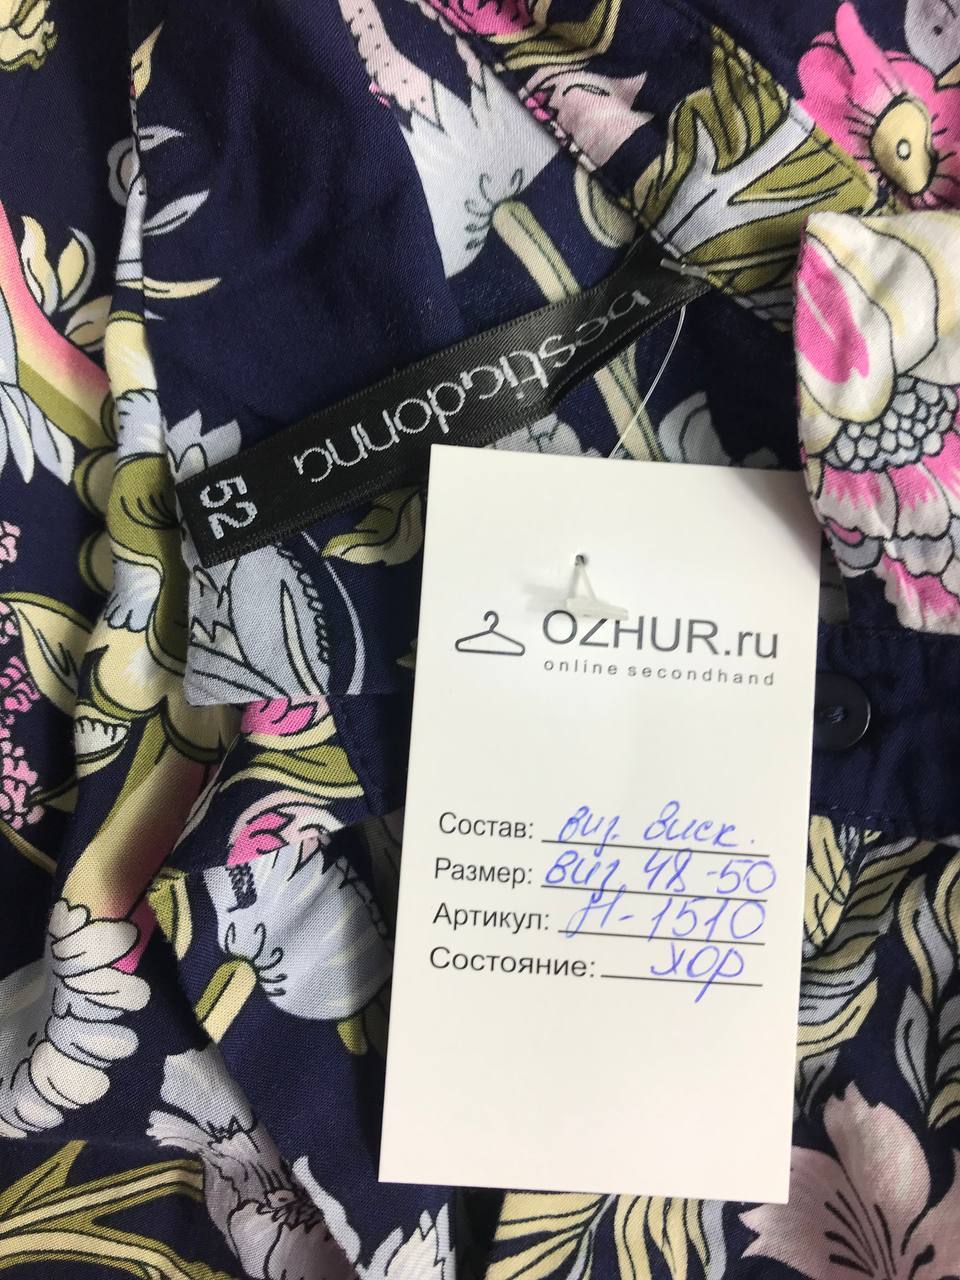 bestiadonna
52
OZHUR.ru
online secondhand
Состав: виз. виск.
Размер: виз. 48-50
Артикул: Н-1510
Состояние: хор